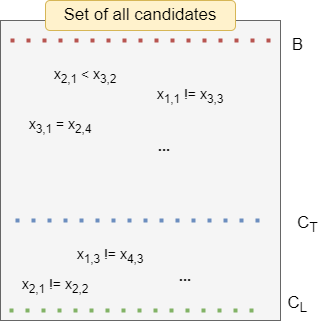 Set of all candidates
B
x2,1 < x3,2
x1,1 != x3,3
x3,1 = x2,4
...
CT
x1,3 != x4,3
...
x2,1 != x2,2
CL